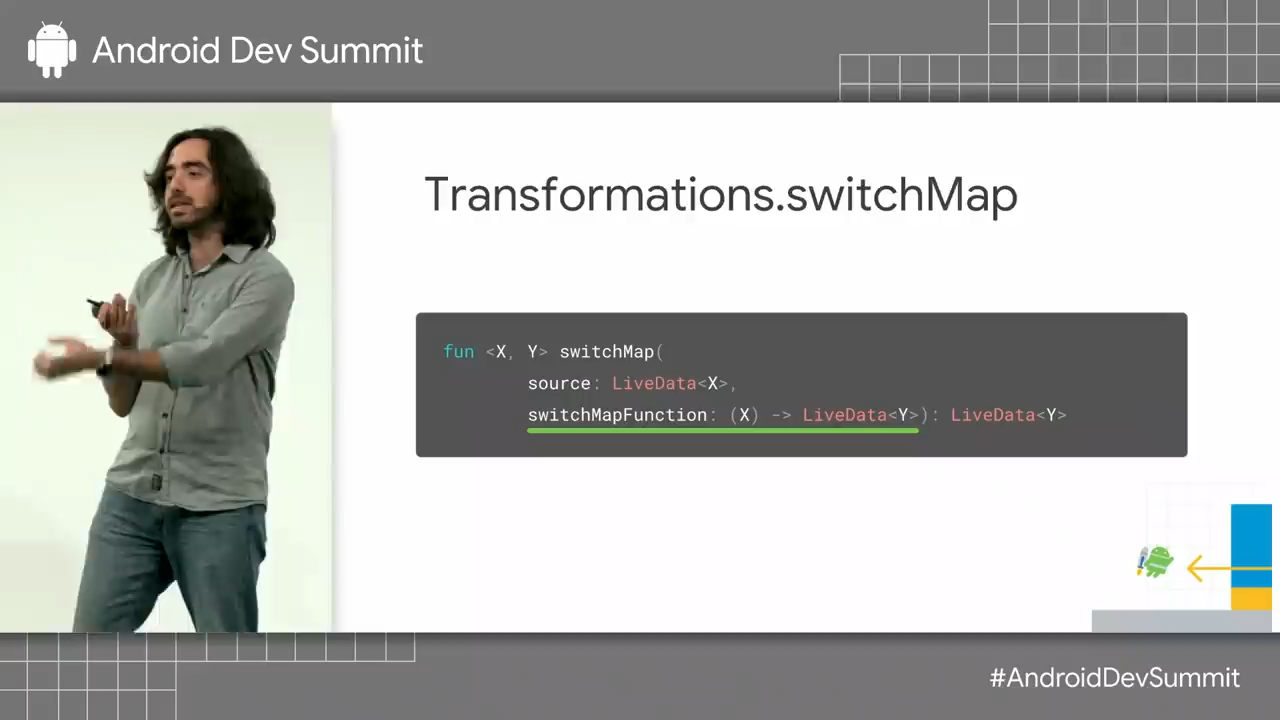 Android Dev Summit
Transformations.switchMap
fun <X, Y> switchMap(
source: LiveData<X>,
switchMapFunction: (X) -> LiveData<Y>): LiveData<Y>
#AndroidDevSummit